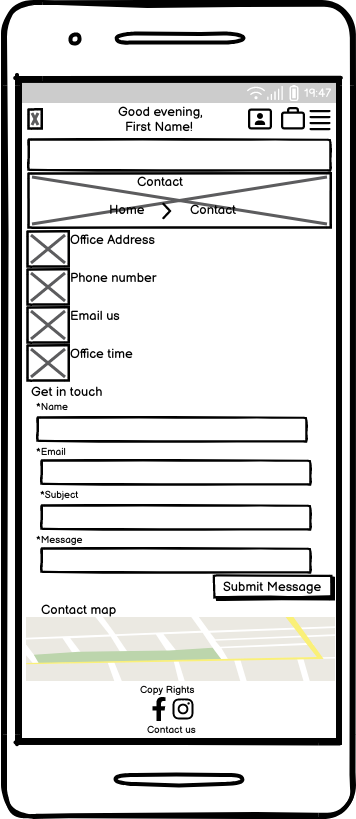 19:47
Good evening,
First Name!
Contact
Home > Contact
Office Address
Phone number
Email us
Office time
Get in touch
*Name
*Email
*Subject
*Message
Submit Message
Contact map
Copy Rights
Contact us